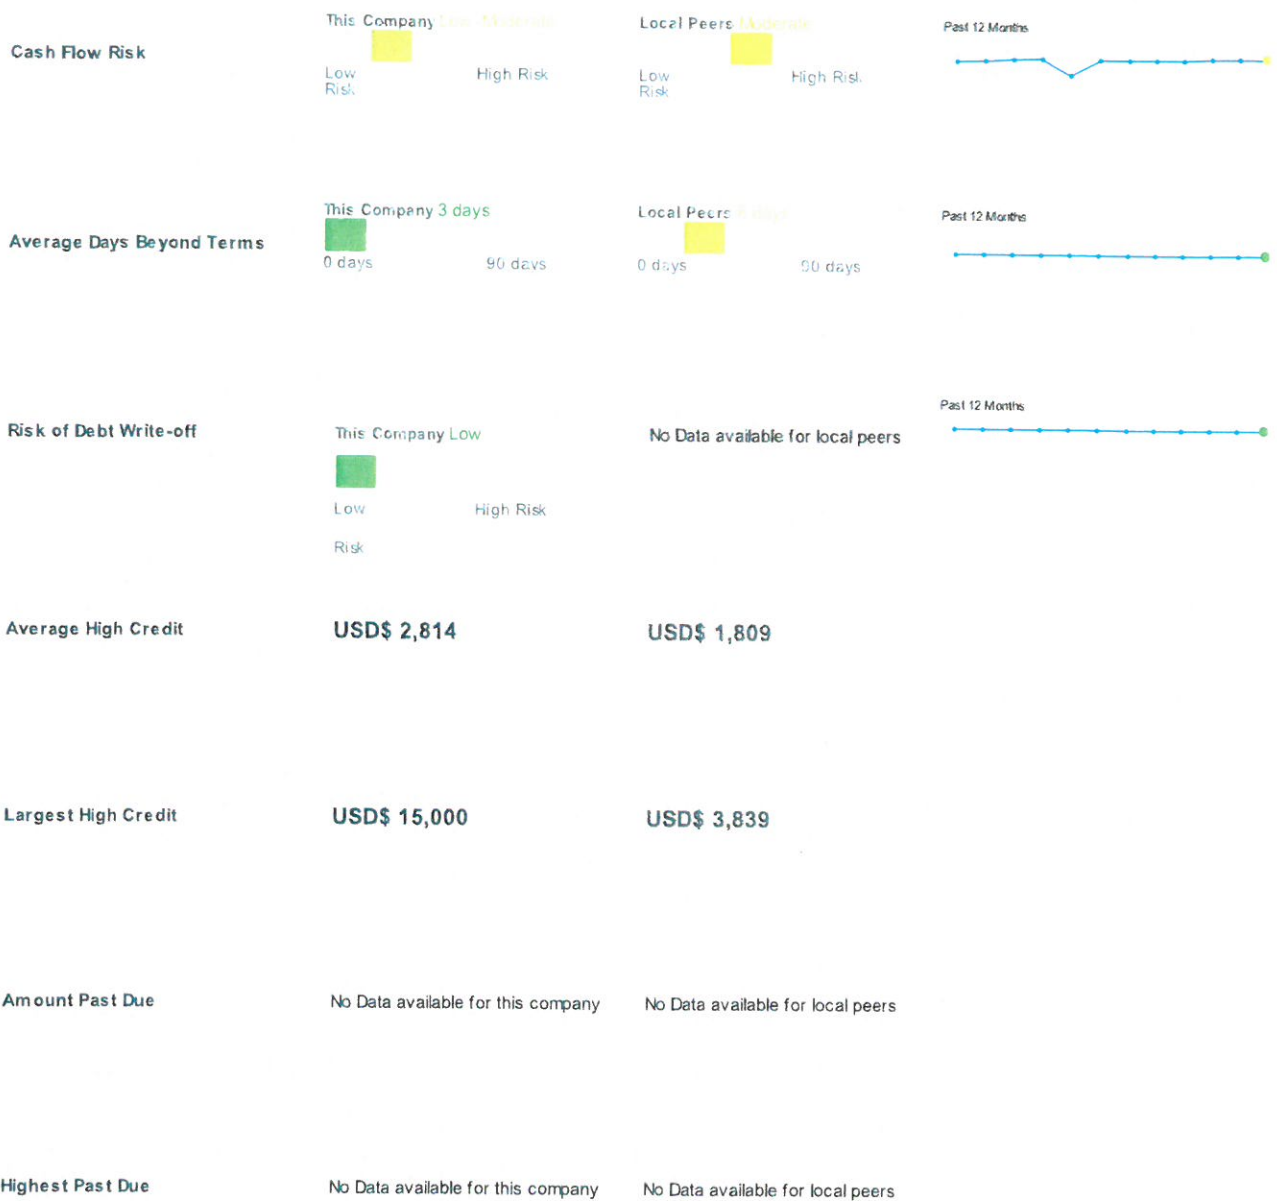 This Company Low -Moderate
Local Peers Moderate
Past 12 Months
Cash Flow Risk
Low
Risk
High Risk
Low
Risk
High Risk
This Company 3 days
Local Peers days
Past 12 Months
Average Days Beyond Terms
0 days
90 days
0 days
90 days
Past 12 Months
Risk of Debt Write-off
This Company Low
No Data available for local peers
Low
High Risk
Risk
Average High Credit
USD$ 2,814
USD$ 1,809
Largest High Credit
USD$ 15,000
USD$ 3,839
Amount Past Due
No Data available for this company
No Data available for local peers
Highest Past Due
No Data available for this company
No Data available for local peers